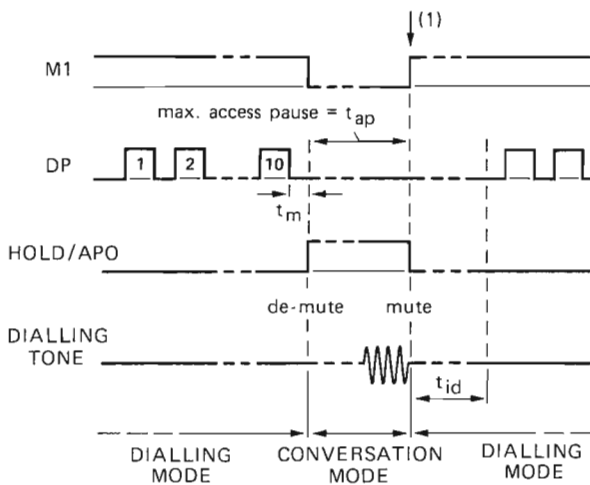 (1)
M1
max. access pause = tap
DP
1 2 10
tm
HOLD/APO
de-mute mute
DIALLING
TONE
tid
DIALLING
MODE
CONVERSATION
MODE
DIALLING
MODE